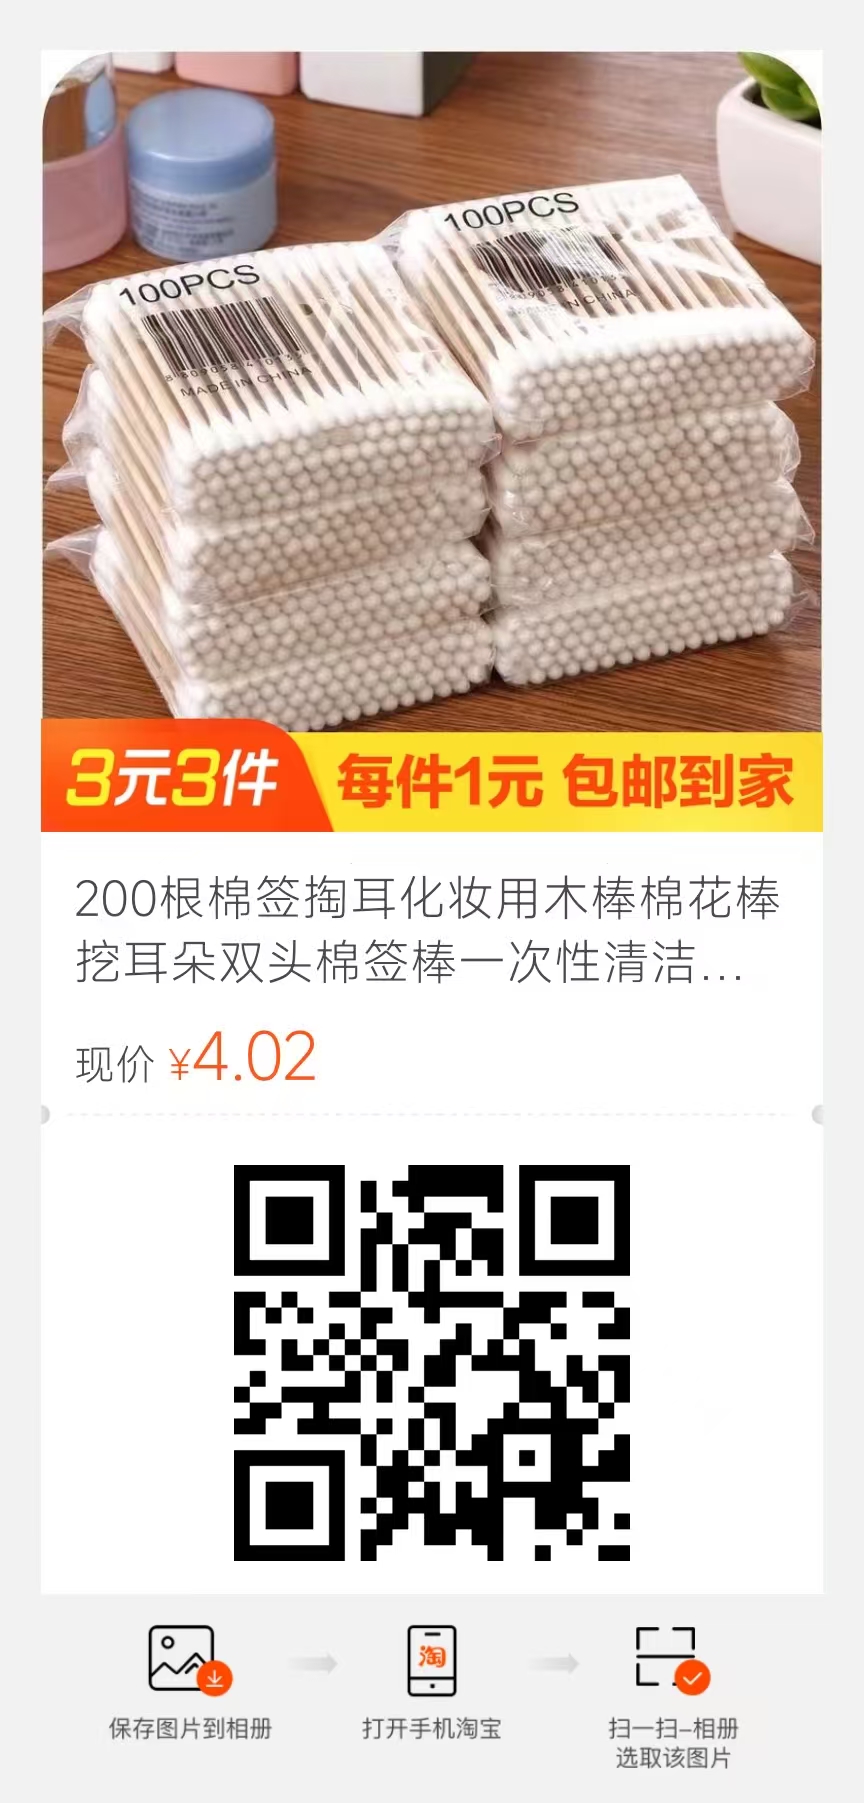 100PCS
100PCS
MADE IN CHINA
3元3件
每件1元 包邮到家
200根棉签掏耳化妆用木棒棉花棒
挖耳朵双头棉签棒一次性清洁...
现价 ¥4.02
淘
保存图片到相册
打开手机淘宝
扫一扫-相册
选取该图片